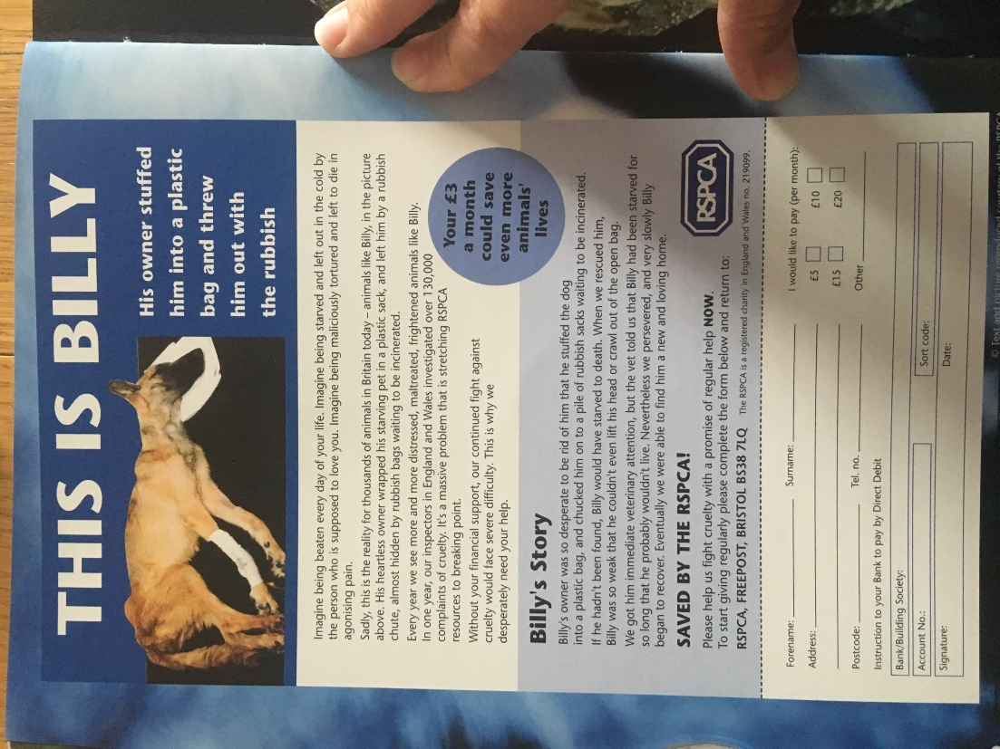 THIS IS BILLY
His owner stuffed
him into a plastic
bag and threw
him out with
the rubbish
Imagine being beaten every day of your life. Imagine being starved and left out in the cold by
the person who is supposed to love you. Imagine being maliciously tortured and left to die in
agonising pain.
Sadly, this is the reality for thousands of animals in Britain today – animals like Billy, in the picture
above. His heartless owner wrapped his starving pet in a plastic sack, and left him by a rubbish
chute, almost hidden by rubbish bags waiting to be incinerated.
Every year we see more and more distressed, maltreated, frightened animals like Billy.
In one year, our inspectors in England and Wales investigated over 130,000
complaints of cruelty. It's a massive problem that is stretching RSPCA
resources to breaking point.
Without your financial support, our continued fight against
cruelty would face severe difficulty. This is why we
desperately need your help.
Your £3
a month
could save
even more
animals'
lives
Billy's Story
Billy's owner was so desperate to be rid of him that he stuffed the dog
into a plastic bag, and chucked him on to a pile of rubbish sacks waiting to be incinerated.
If he hadn't been found, Billy would have starved to death. When we rescued him,
Billy was so weak that he couldn't even lift his head or crawl out of the open bag.
We got him immediate veterinary attention, but the vet told us that Billy had been starved for
so long that he probably wouldn't live. Nevertheless we persevered, and very slowly Billy
began to recover. Eventually we were able to find him a new and loving home.
SAVED BY THE RSPCA!
Please help us fight cruelty with a promise of regular help NOW.
To start giving regularly please complete the form below and return to:
RSPCA, FREEPOST, BRISTOL BS38 7LQ The RSPCA is a registered charity in England and Wales no. 219099.
RSPCA
Forename: Surname: I would like to pay (per month):
Address: £5 £10
£15 £20
Postcode: Tel. no. Other
Instruction to your Bank to pay by Direct Debit
Bank/Building Society:
Account No.: Sort code:
Signature: Date:
© Text and picture reproduced